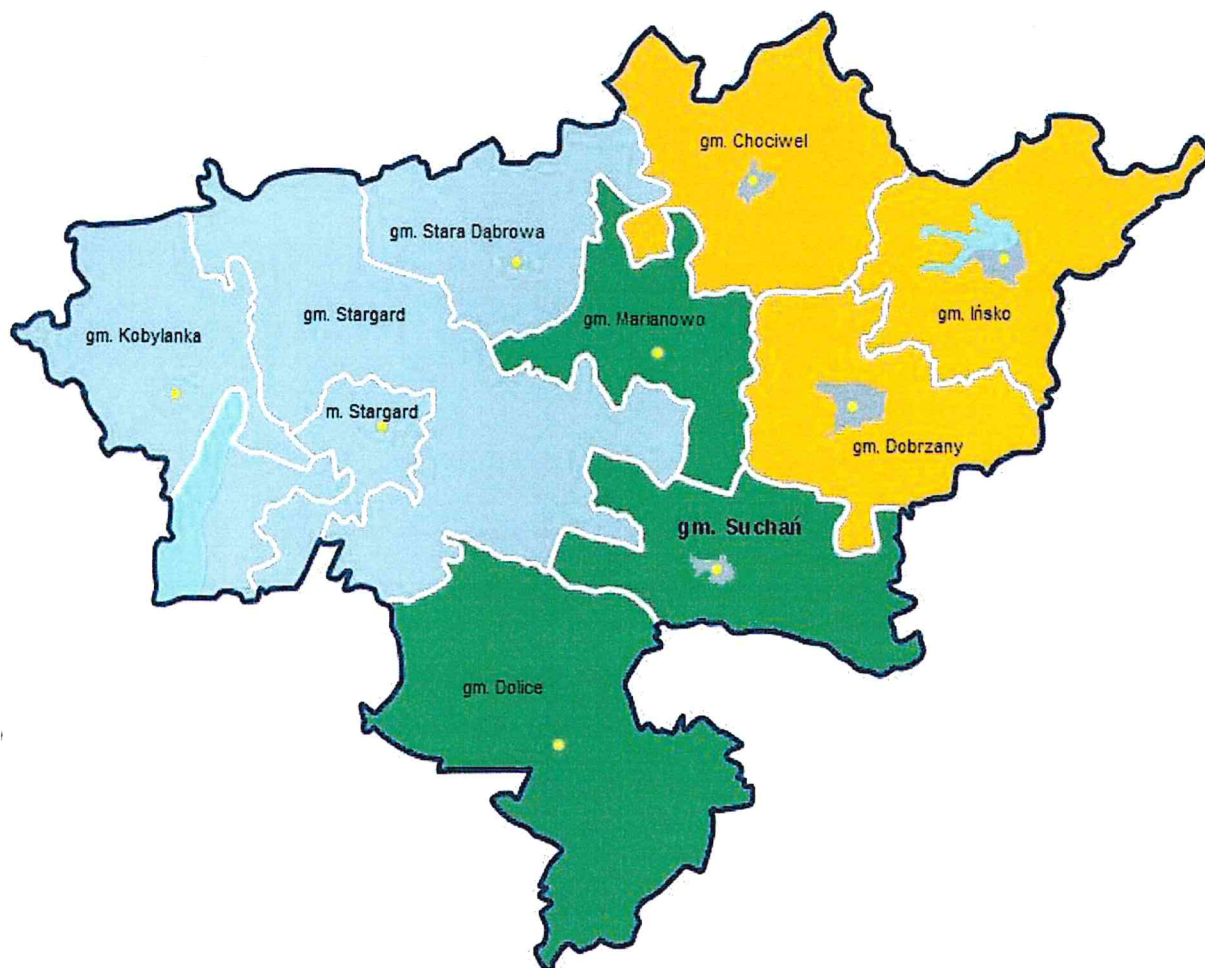 gm. Chociwel
gm. Stara Dąbrowa
gm. Ińsko
gm. Stargard
gm. Marianowo
gm. Kobylanka
m. Stargard
gm. Dobrzany
gm. Suchań
gm. Dolice